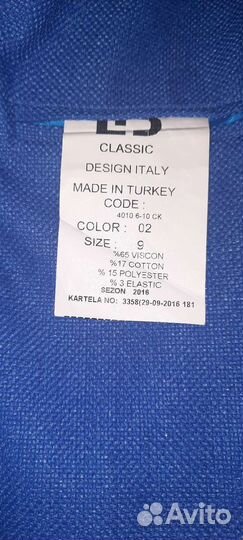 CLASSIC
DESIGN ITALY
MADE IN TURKEY
CODE :
4010 6-10 CK
COLOR : 02
SIZE : 9
%65 VISCON
%17 COTTON
% 15 POLYESTER
% 3 ELASTIC
SEZON 2016
KARTELA NO: 3358(29-09-2016 181
Avito